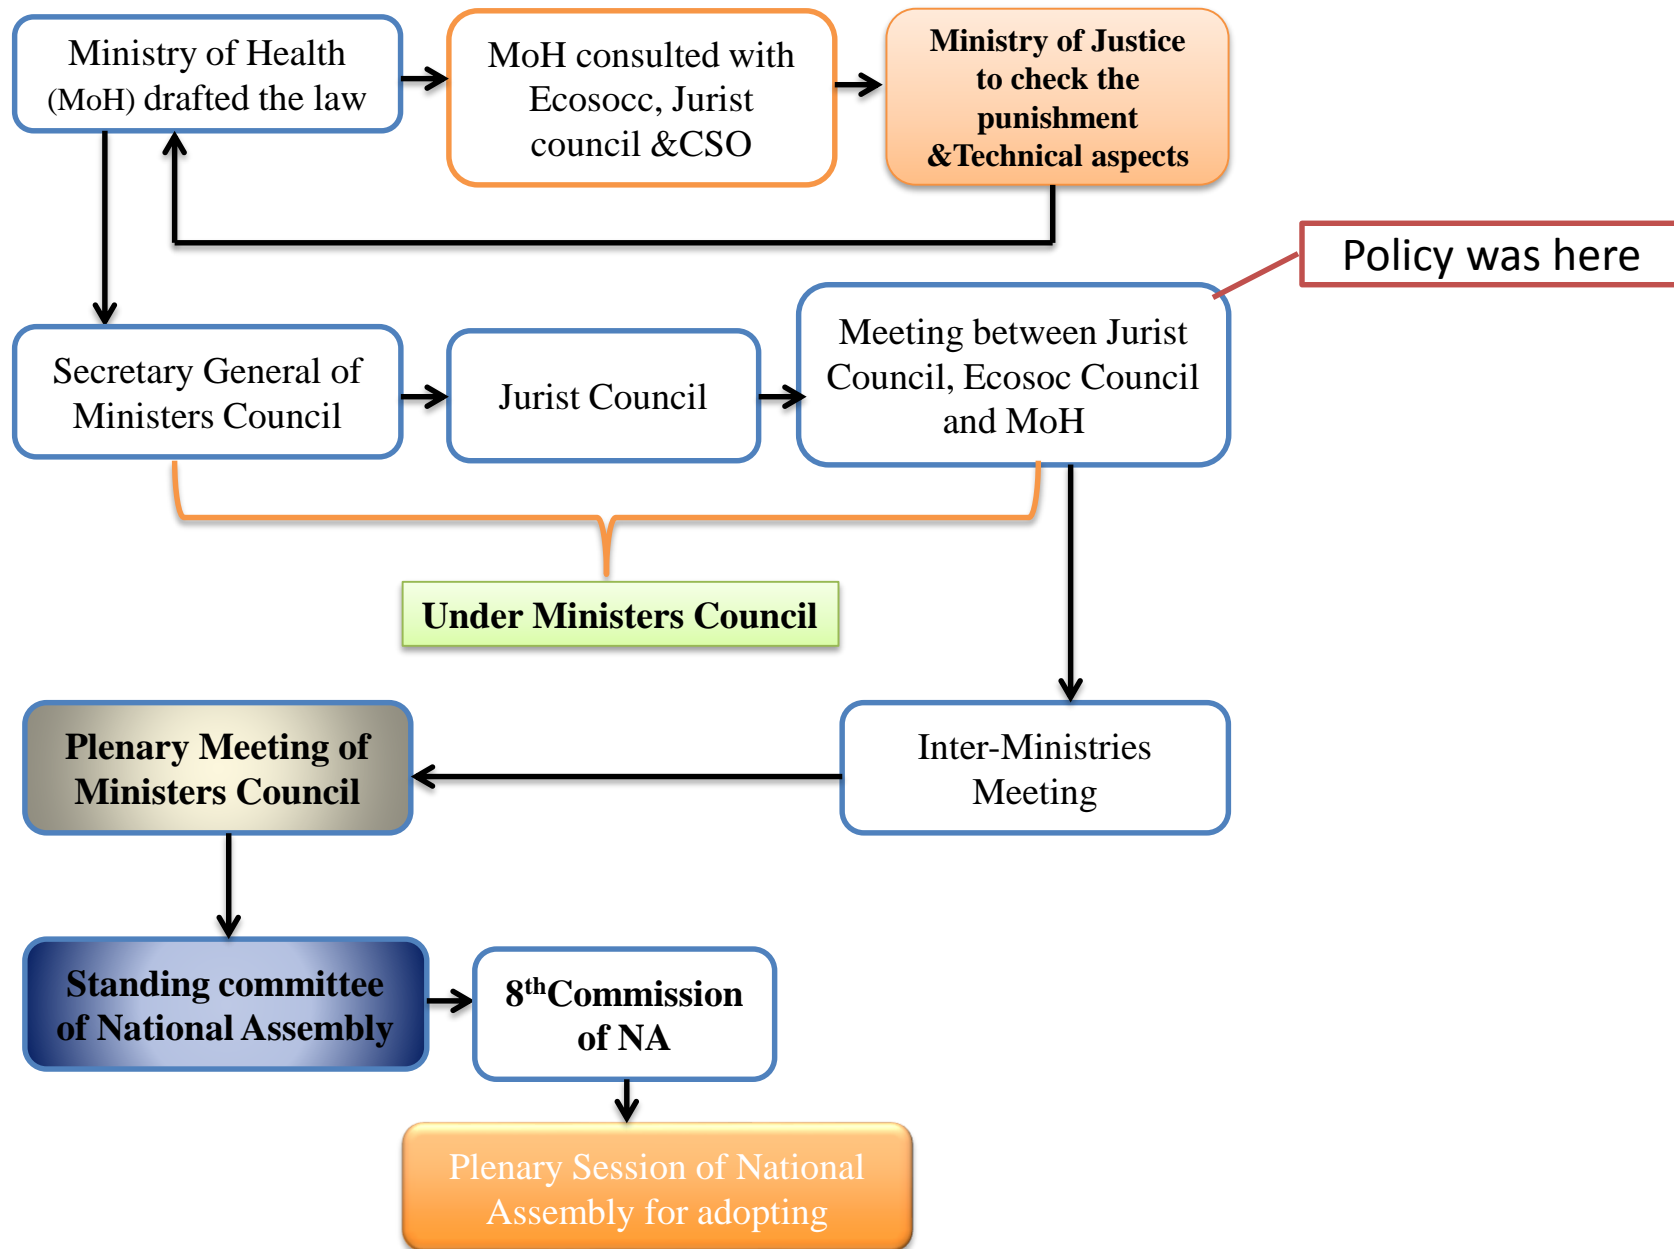 Ministry of Health
(MoH) drafted the law
MoH consulted with
Ecosocc, Jurist
council &CSO
Ministry of Justice
to check the
punishment
&Technical aspects
Policy was here
Secretary General of
Ministers Council
Jurist Council
Meeting between Jurist
Council, Ecosoc Council
and MoH
Under Ministers Council
Plenary Meeting of
Ministers Council
Inter-Ministries
Meeting
Standing committee
of National Assembly
8thCommission
of NA
Plenary Session of National
Assembly for adopting